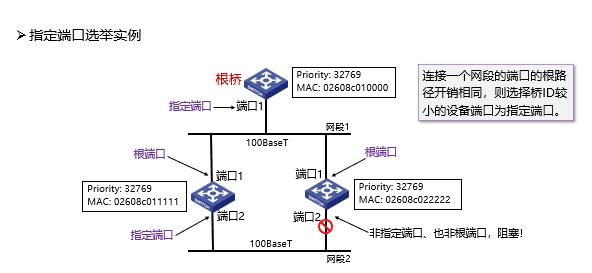 ➢ 指定端口选举实例
根桥
Priority: 32769
MAC: 02608c010000
连接一个网段的端口的根路
径开销相同，则选择桥ID较
小的设备端口为指定端口。
指定端口
端口1
网段1
100BaseT
根端口
端口1
端口1
根端口
Priority: 32769
MAC: 02608c011111
Priority: 32769
MAC: 02608c022222
端口2
端口2
指定端口
非指定端口、也非根端口，阻塞！
100BaseT
网段2